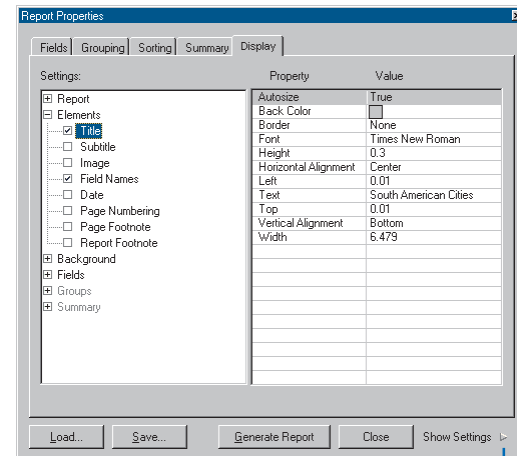 Report Properties
Fields Grouping Sorting Summary Display
Settings: Property Value
Report
Elements
Title
Subtitle
Image
Field Names
Date
Page Numbering
Page Footnote
Report Footnote
Background
Fields
Groups
Summary
Autosize True
Back Color
Border None
Font Times New Roman
Height 0.3
Horizontal Alignment Center
Left 0.01
Text South American Cities
Top 0.01
Vertical Alignment Bottom
Width 6.479
Load... Save... Generate Report Close Show Settings